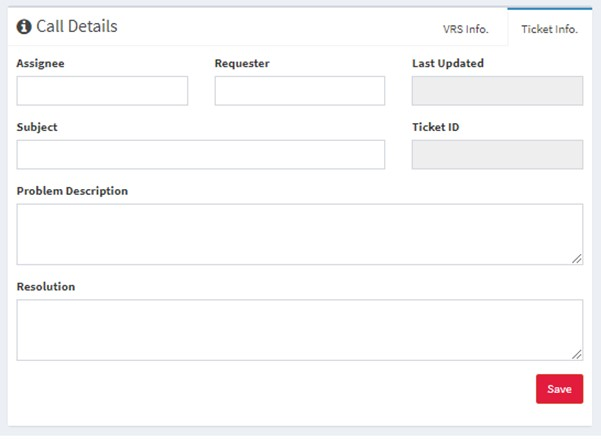 Call Details
VRS Info.
Ticket Info.
Assignee
Requester
Last Updated
Subject
Ticket ID
Problem Description
Resolution
Save